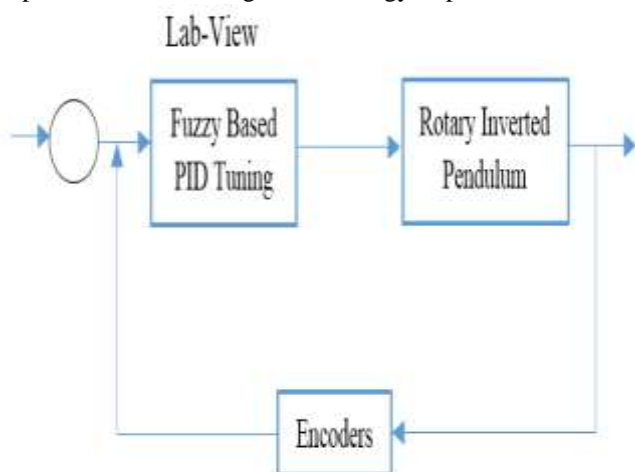 Lab-View
Fuzzy Based
PID Tuning
Rotary Inverted
Pendulum
Encoders